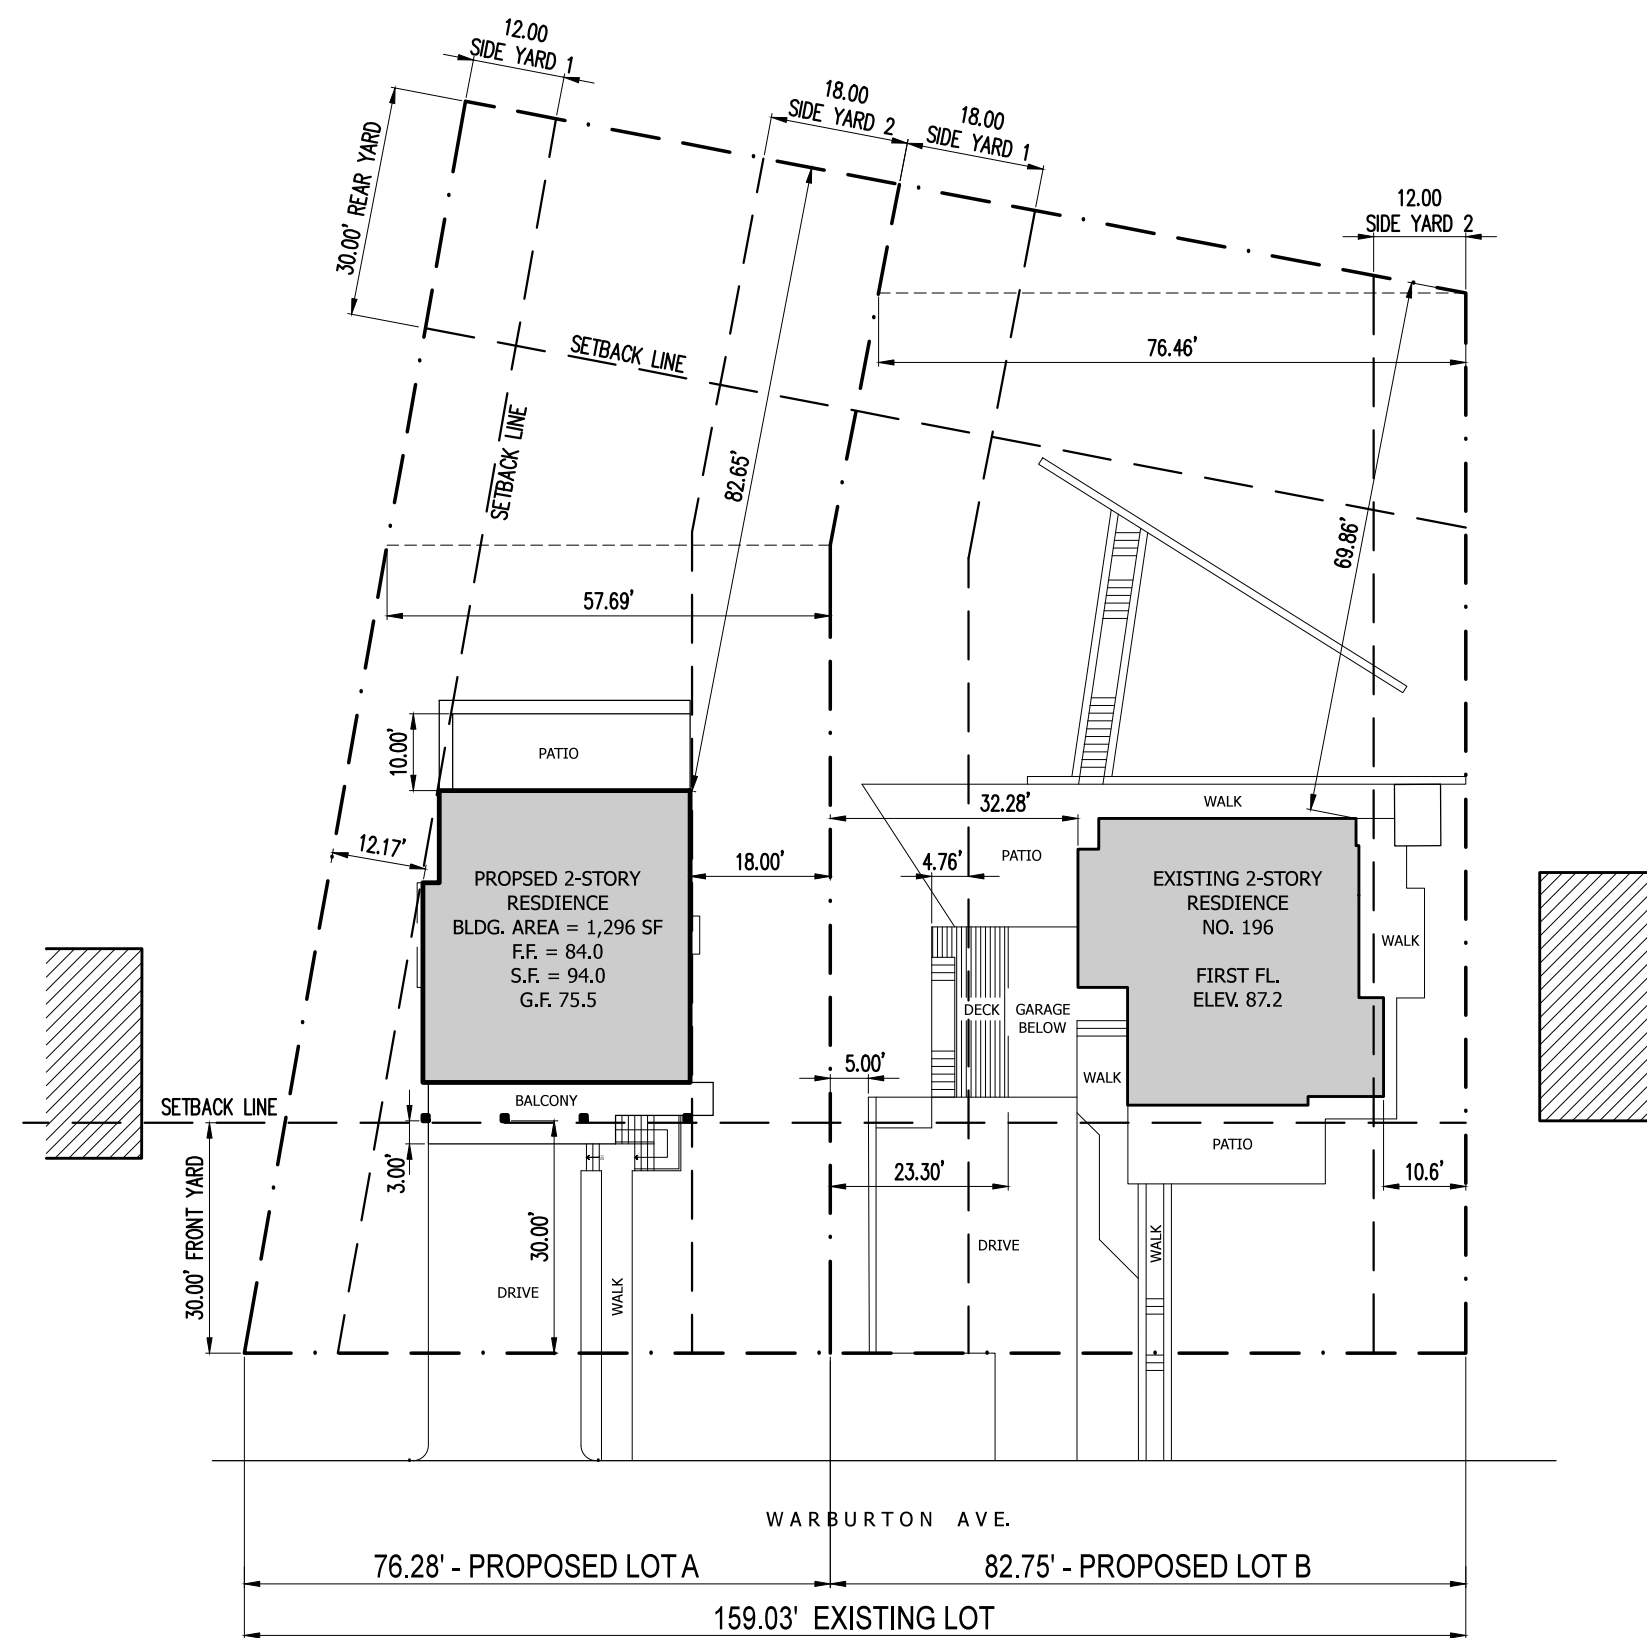 12.00
SIDE YARD 1
18.00
SIDE YARD 2
18.00
SIDE YARD 1
12.00
SIDE YARD 2
30.00' REAR YARD
SETBACK LINE
76.46'
SETBACK LINE
82.65'
69.86'
57.69'
10.00'
PATIO
32.28'
WALK
12.17'
18.00'
4.76'
PATIO
PROPSED 2-STORY
RESDIENCE
BLDG. AREA = 1,296 SF
F.F. = 84.0
S.F. = 94.0
G.F. 75.5
EXISTING 2-STORY
RESDIENCE
NO. 196
FIRST FL.
ELEV. 87.2
WALK
DECK
GARAGE
BELOW
5.00'
WALK
BALCONY
SETBACK LINE
PATIO
3.00'
23.30'
10.6'
30.00' FRONT YARD
30.00'
DRIVE
WALK
DRIVE
WALK
WARBURTON AVE.
76.28' - PROPOSED LOT A
82.75' - PROPOSED LOT B
159.03' EXISTING LOT